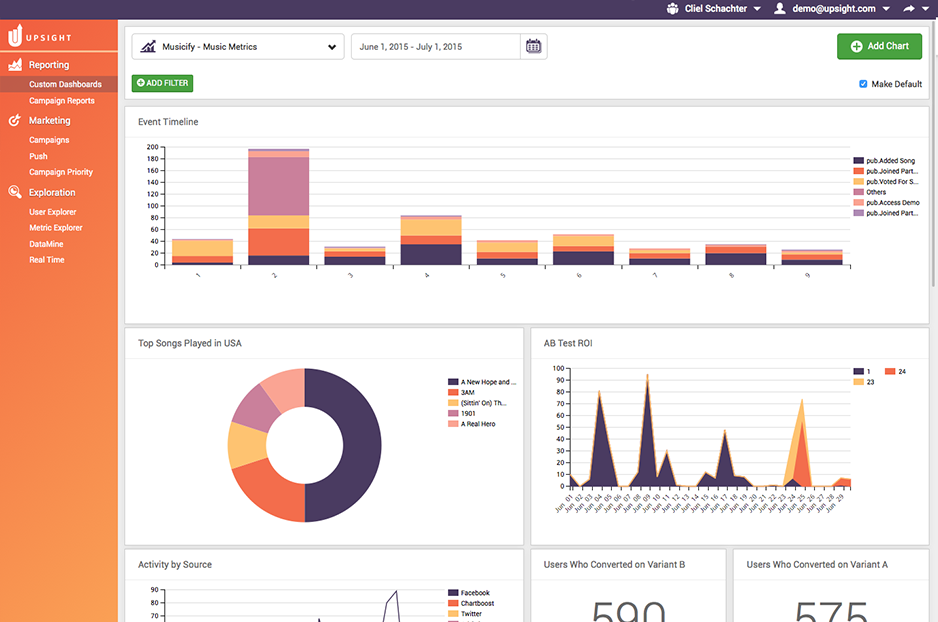 Cliel Schachter
demo@upsight.com
UPSIGHT
Reporting
Custom Dashboards
Campaign Reports
Marketing
Campaigns
Push
Campaign Priority
Exploration
User Explorer
Metric Explorer
DataMine
Real Time
Musicify - Music Metrics
June 1, 2015 - July 1, 2015
Add Chart
ADD FILTER
Make Default
Event Timeline
200
180
160
140
120
100
80
60
40
20
0
1 2 3 4 5 6 7 8 9
pub.Added Song
pub.Joined Part...
pub.Voted For S...
Others
pub.Access Demo
pub.Joined Part...
Top Songs Played in USA
A New Hope and ...
3AM
(Sittin' On) Th...
1901
A Real Hero
AB Test ROI
100
90
80
70
60
50
40
30
20
10
0
Jun 01
Jun 02
Jun 03
Jun 04
Jun 05
Jun 06
Jun 07
Jun 08
Jun 09
Jun 10
Jun 11
Jun 12
Jun 13
Jun 14
Jun 15
Jun 16
Jun 17
Jun 18
Jun 19
Jun 20
Jun 21
Jun 22
Jun 23
Jun 24
Jun 25
Jun 26
Jun 27
Jun 28
Jun 29
1 24
23
Activity by Source
90
80
70
Facebook
Chartboost
Twitter
Users Who Converted on Variant B
590
Users Who Converted on Variant A
575